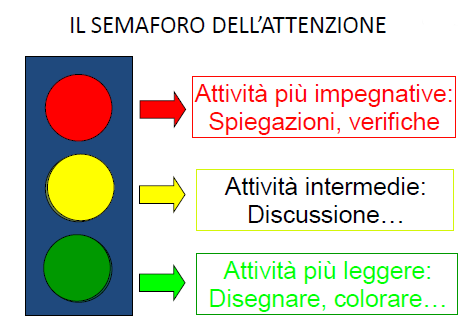 IL SEMAFORO DELL’ATTENZIONE
Attività più impegnative:
Spiegazioni, verifiche
Attività intermedie:
Discussione…
Attività più leggere:
Disegnare, colorare…